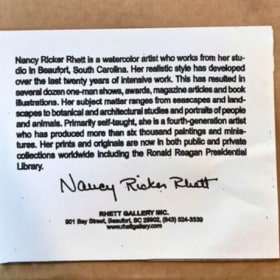 Nancy Ricker Rhett is a watercolor artist who works from her stu-
dio in Beaufort, South Carolina. Her realistic style has developed
over the last twenty years of intensive work. This has resulted in
several dozen one-man shows, awards, magazine articles and book
illustrations. Her subject matter ranges from seascapes and land-
scapes to botanical and architectural studies and portraits of people
and animals. Primarily self-taught, she is a fourth-generation artist
who has produced more than six thousand paintings and minia-
tures. Her prints and originals are now in both public and private
collections worldwide including the Ronald Reagan Presidential
Library.
Nancy Ricker Rhett
RHETT GALLERY INC.
901 Bay Street, Beaufort, SC 29902, (843) 524-3339
www.rhettgallery.com